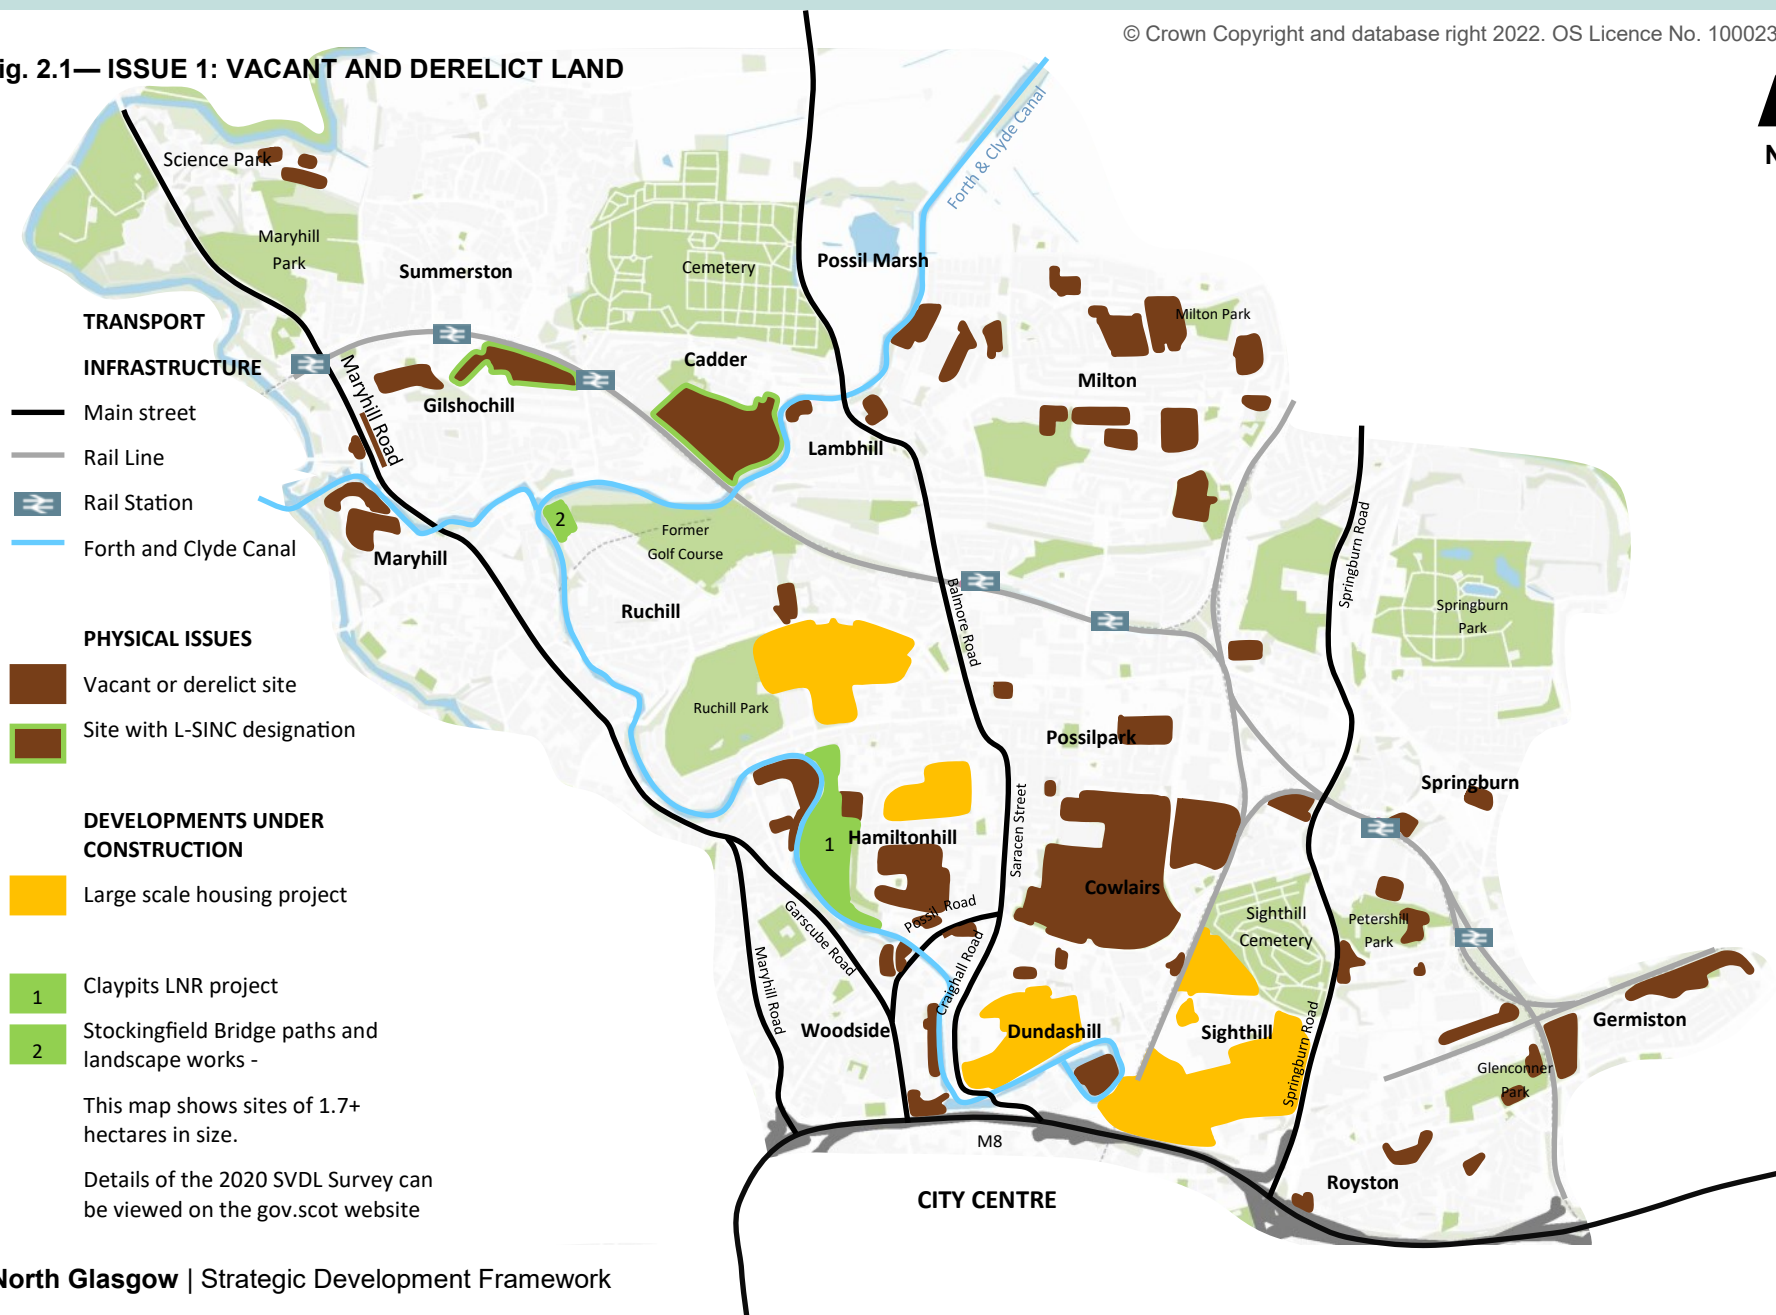 © Crown Copyright and database right 2022. OS Licence No. 100023
ig. 2.1— ISSUE 1: VACANT AND DERELICT LAND
N
Forth & Clyde Canal
Science Park
Maryhill
Park
Summerston
Cemetery
Possil Marsh
Milton Park
TRANSPORT
INFRASTRUCTURE
Main street
Rail Line
Rail Station
Forth and Clyde Canal
Maryhill Road
Gilshochill
Cadder
Milton
Lambhill
Maryhill
2
Former
Golf Course
Ruchill
Balmore Road
Springburn Road
Springburn
Park
PHYSICAL ISSUES
Vacant or derelict site
Site with L-SINC designation
Ruchill Park
Possilpark
Springburn
DEVELOPMENTS UNDER
CONSTRUCTION
Large scale housing project
1
Hamiltonhill
Saracen Street
Cowlairs
Possil Road
Garscube Road
Maryhill Road
Craighall Road
Sighthill
Cemetery
Petershill
Park
1
Claypits LNR project
2
Stockingfield Bridge paths and
landscape works -
Woodside
Dundashill
Sighthill
Springburn Road
Germiston
Glenconner
Park
This map shows sites of 1.7+
hectares in size.
M8
Details of the 2020 SVDL Survey can
be viewed on the gov.scot website
Royston
CITY CENTRE
North Glasgow | Strategic Development Framework